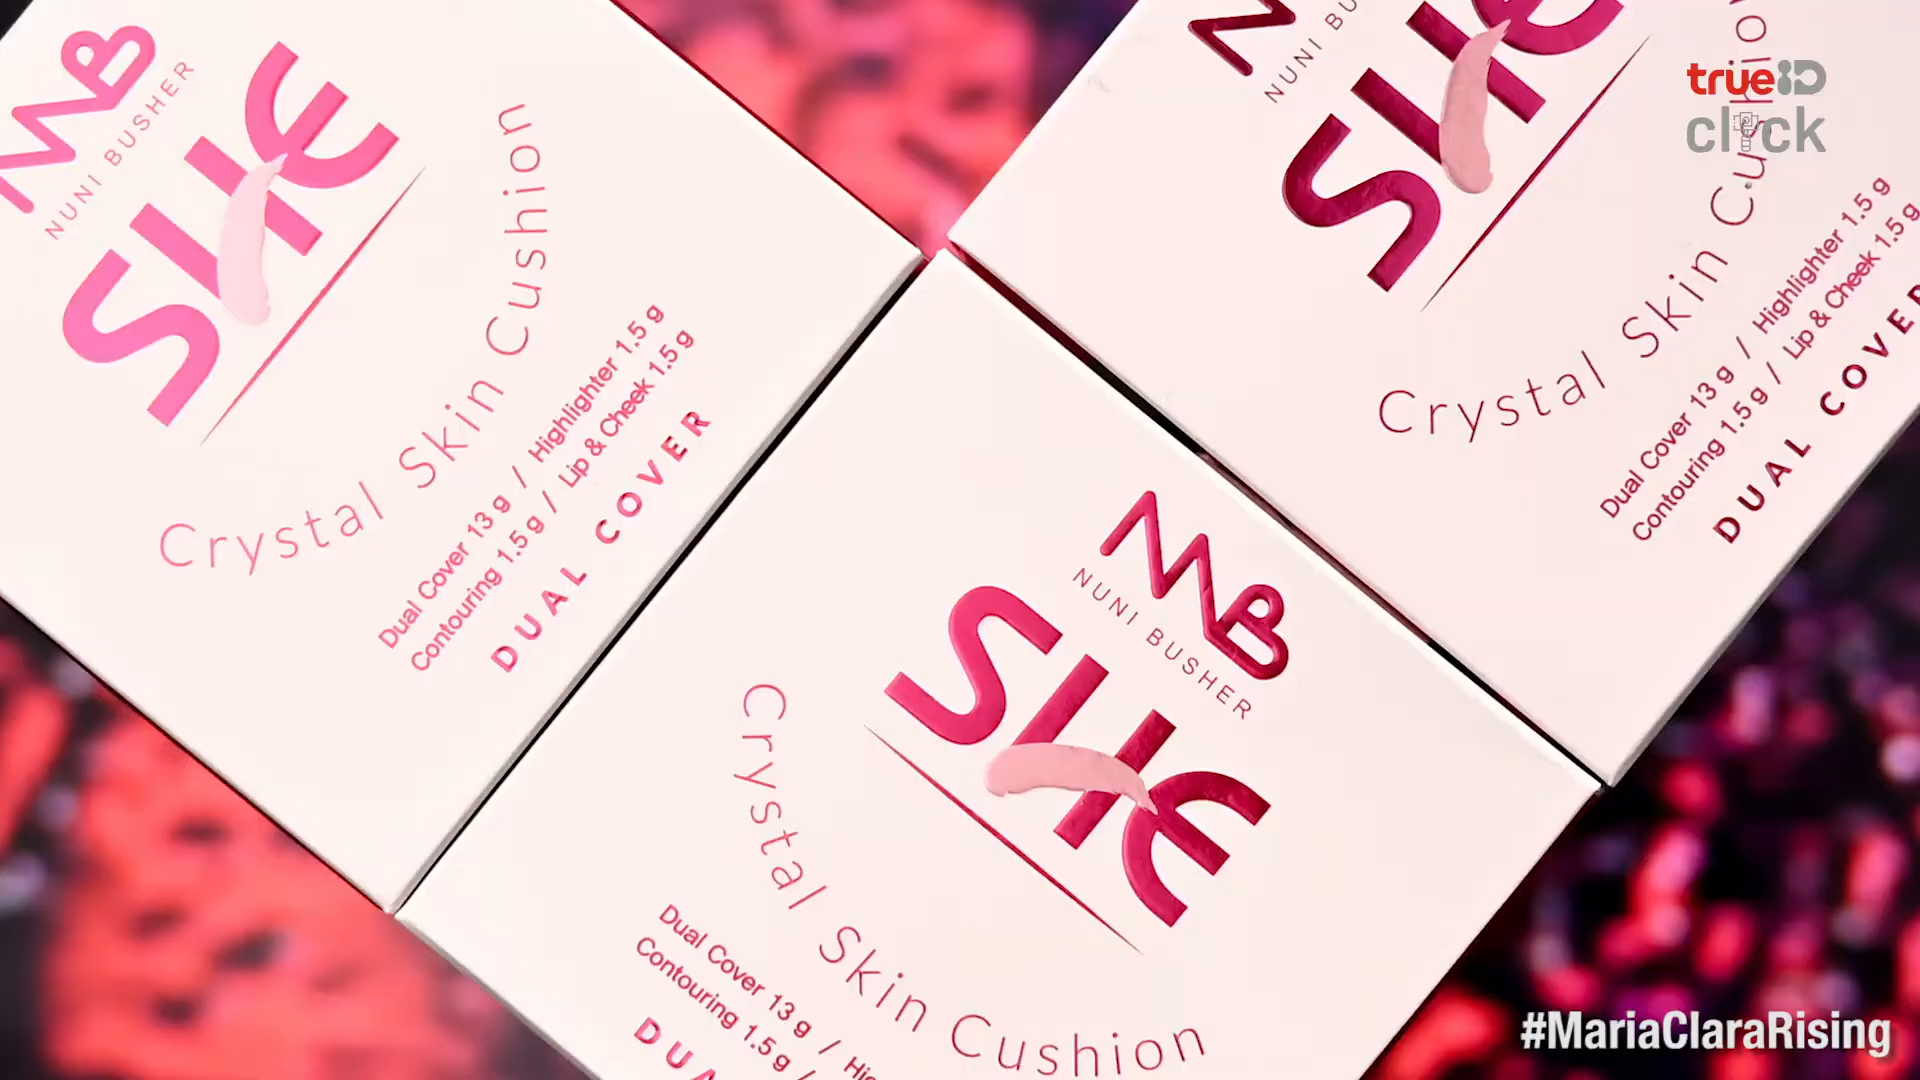 NB
NUNI BUSHER
SHE
Crystal Skin Cushion
Dual Cover 13 g / Highlighter 1.5 g
Contouring 1.5 g / Lip & Cheek 1.5 g
DUAL COVER
NUNI
SHE
Crystal Skin Cushion
Dual Cover 13 g / Highlighter 1.5 g
Contouring 1.5 g / Lip & Cheek 1.5 g
DUAL COVER
trueID
click
NB
NUNI BUSHER
SHE
Crystal Skin Cushion
Dual Cover 13 g /
Contouring 1.5 g /
#MariaClaraRising